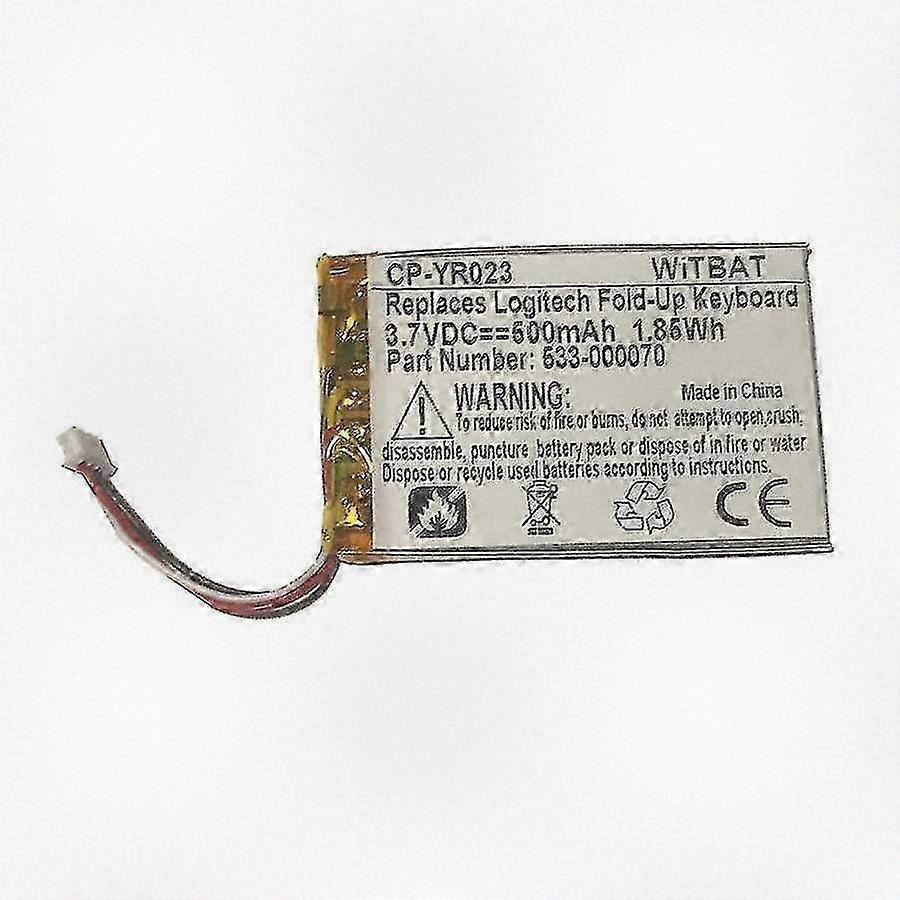 CP-YR023 WiTBAT
Replaces Logitech Fold-Up Keyboard
3.7VDC==500mAh 1.85Wh
Part Number: 533-000070
WARNING: Made in China
To reduce risk of fire or burns, do not attempt to open,crush,
disassemble, puncture battery pack or dispose of in fire or water
Dispose or recycle used batteries according to instructions.
CE